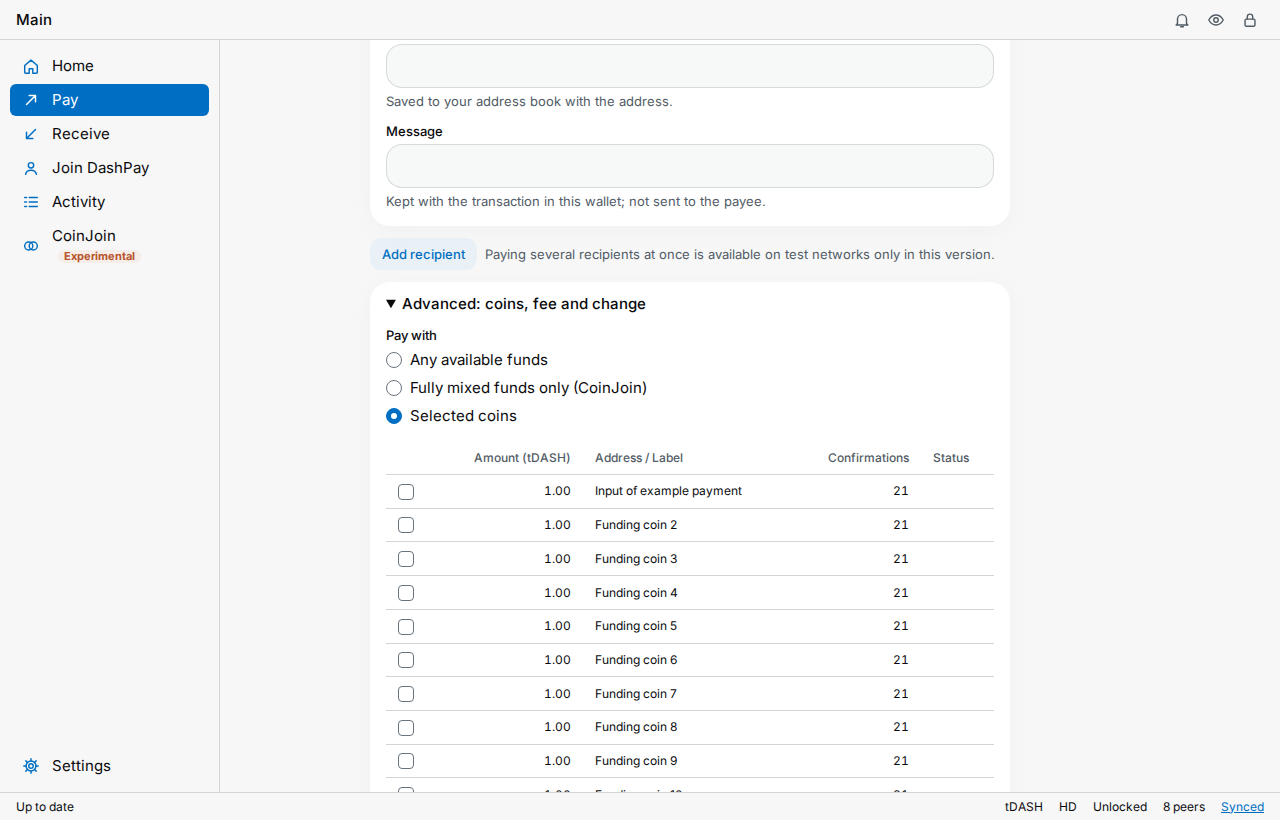 Main
Home
Pay
Receive
Join DashPay
Activity
CoinJoin
Experimental
Settings
Saved to your address book with the address.
Message
Kept with the transaction in this wallet; not sent to the payee.
Add recipient Paying several recipients at once is available on test networks only in this version.
Advanced: coins, fee and change
Pay with
Any available funds
Fully mixed funds only (CoinJoin)
Selected coins
Amount (tDASH) Address / Label Confirmations Status
1.00 Input of example payment 21
1.00 Funding coin 2 21
1.00 Funding coin 3 21
1.00 Funding coin 4 21
1.00 Funding coin 5 21
1.00 Funding coin 6 21
1.00 Funding coin 7 21
1.00 Funding coin 8 21
1.00 Funding coin 9 21
Up to date tDASH HD Unlocked 8 peers Synced